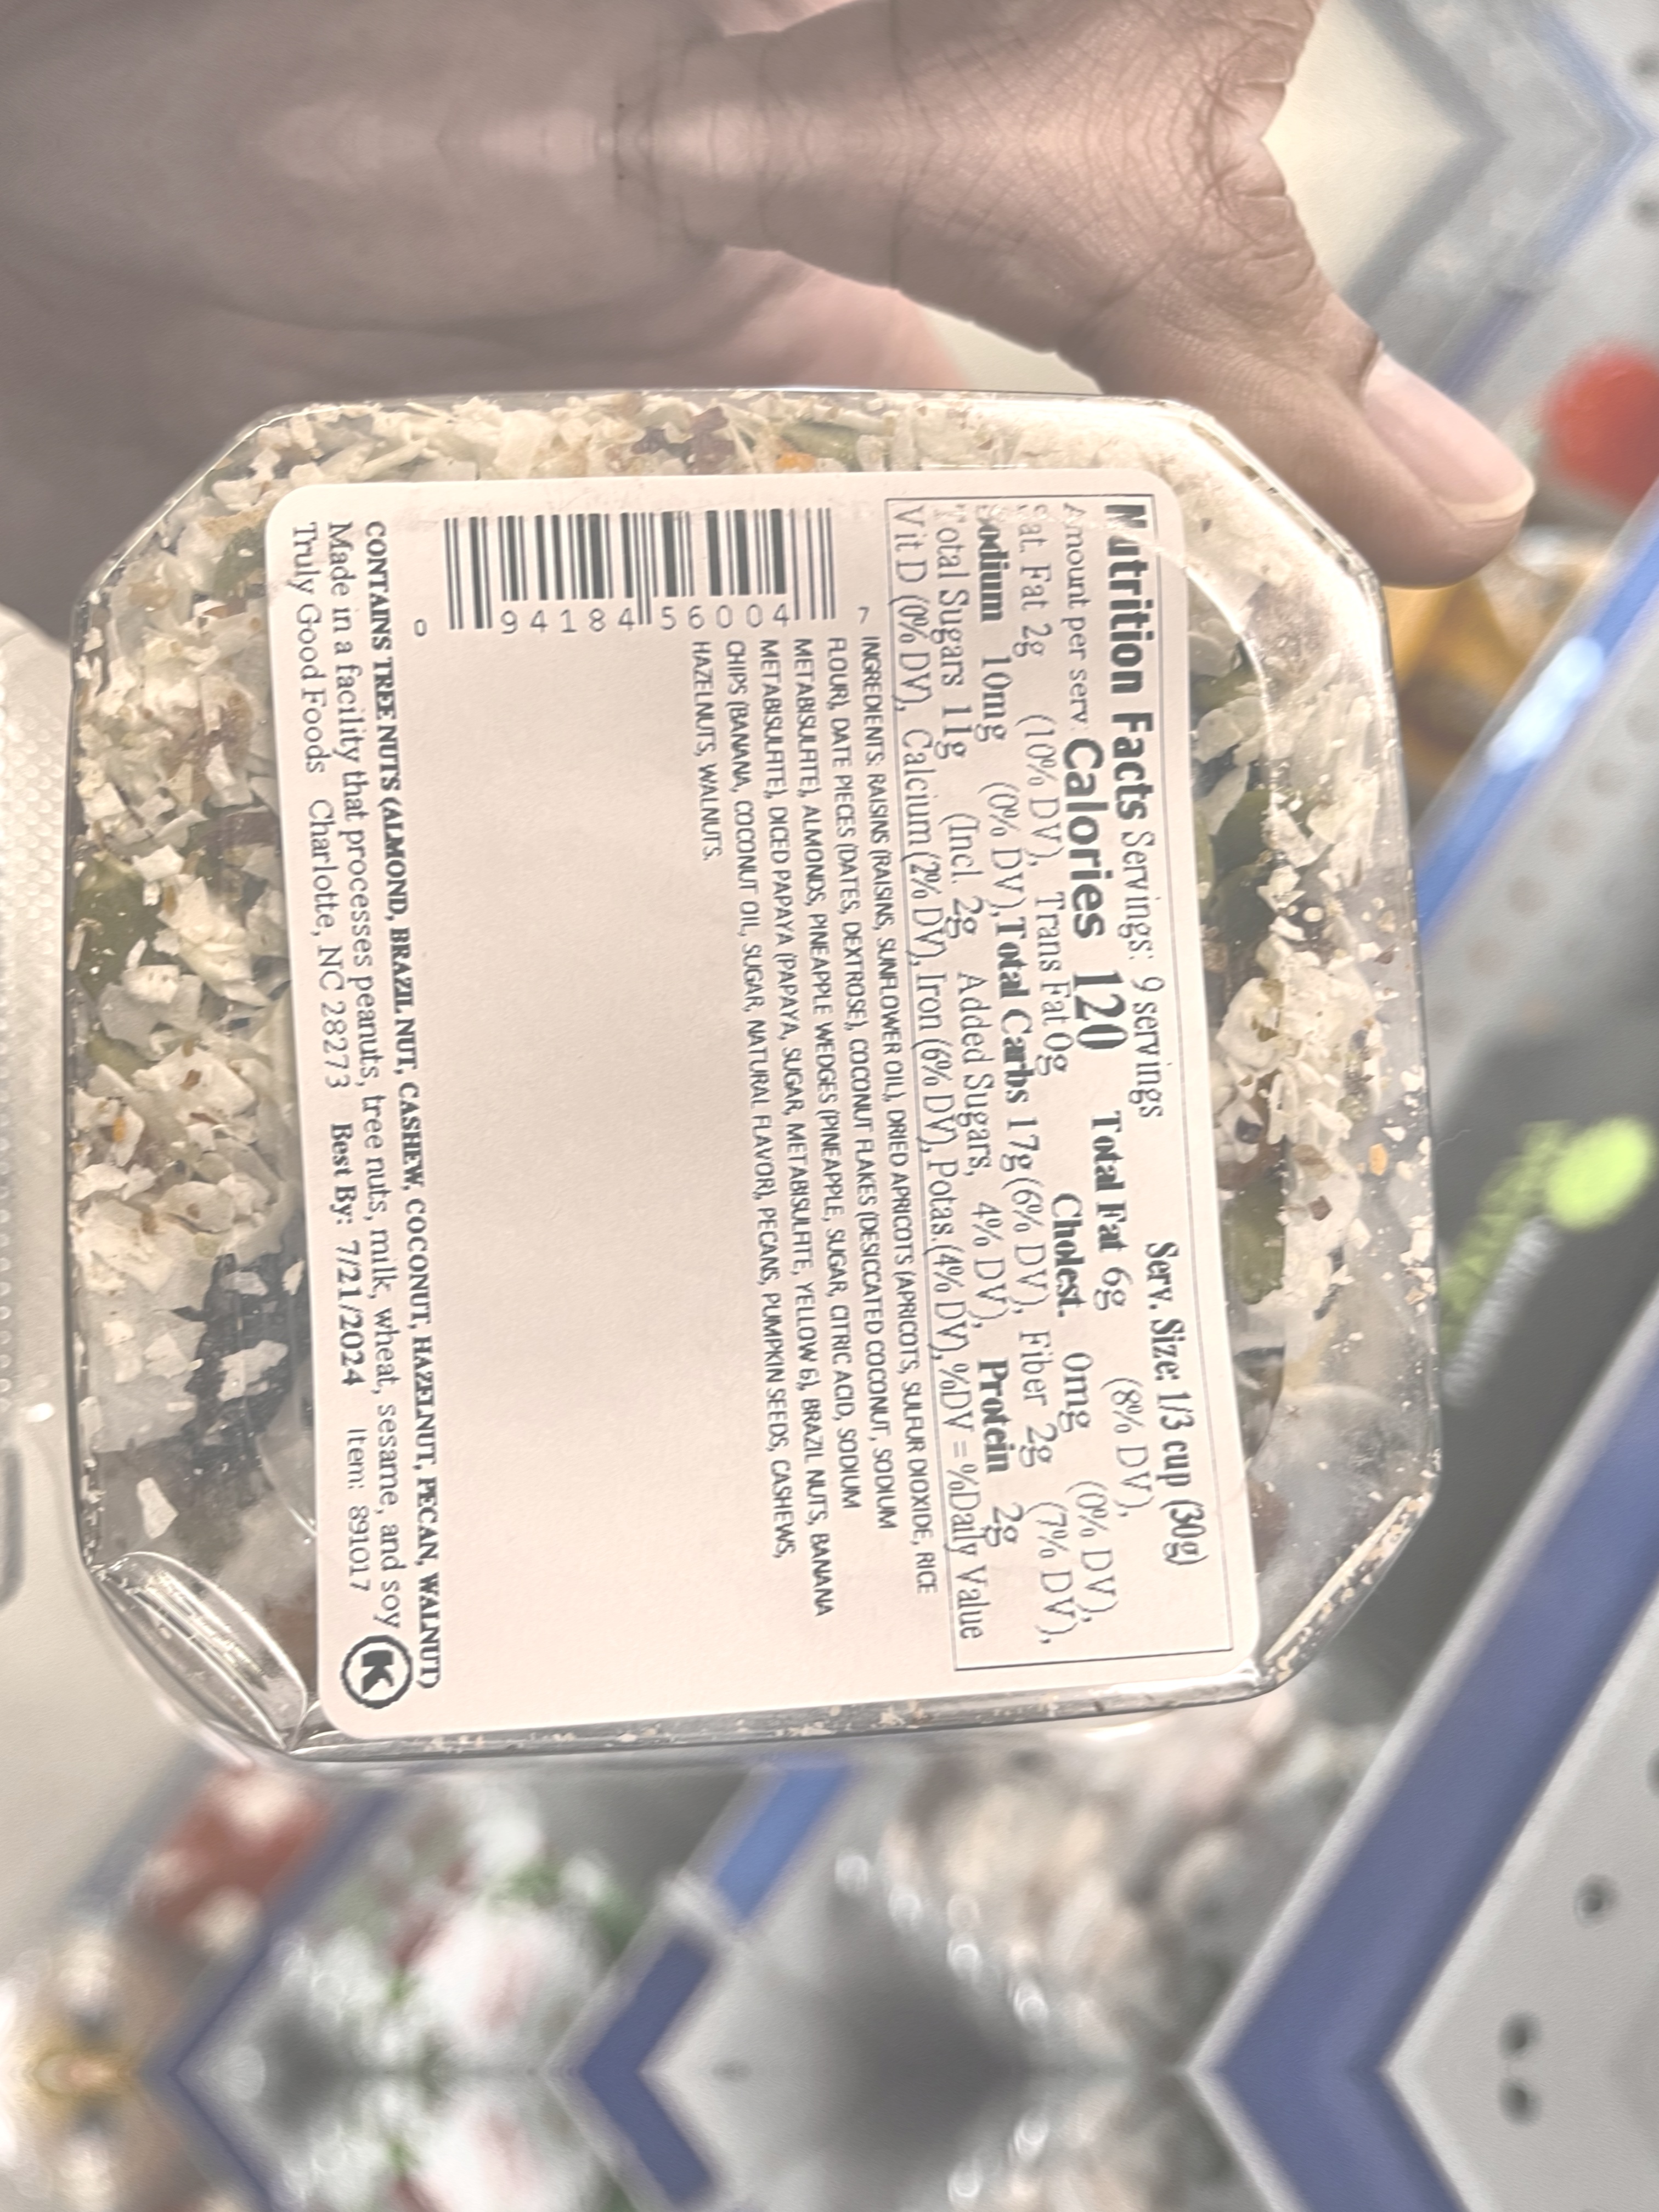 Nutrition Facts Servings: 9 servings Serv. Size: 1/3 cup (30g)
Amount per serv. Calories 120 Total Fat 6g (8% DV),
Sat. Fat 2g (10% DV), Trans Fat 0g Cholest. 0mg (0% DV),
Sodium 10mg (0% DV), Total Carbs 17g (6% DV), Fiber 2g (7% DV),
Total Sugars 11g (Incl. 2g Added Sugars, 4% DV), Protein 2g
Vit D (0% DV), Calcium (2% DV), Iron (6% DV), Potas. (4% DV), %DV = %Daily Value
INGREDIENTS: RAISINS (RAISINS, SUNFLOWER OIL), DRIED APRICOTS (APRICOTS, SULFUR DIOXIDE, RICE
FLOUR), DATE PIECES (DATES, DEXTROSE), COCONUT FLAKES (DESICCATED COCONUT, SODIUM
METABISULFITE), ALMONDS, PINEAPPLE WEDGES (PINEAPPLE, SUGAR, CITRIC ACID, SODIUM
METABISULFITE), DICED PAPAYA (PAPAYA, SUGAR, METABISULFITE, YELLOW 6), BRAZIL NUTS, BANANA
CHIPS (BANANA, COCONUT OIL, SUGAR, NATURAL FLAVOR), PECANS, PUMPKIN SEEDS, CASHEWS,
HAZELNUTS, WALNUTS.
7 40065 48149 0
CONTAINS TREE NUTS (ALMOND, BRAZIL NUT, CASHEW, COCONUT, HAZELNUT, PECAN, WALNUT)
Made in a facility that processes peanuts, tree nuts, milk, wheat, sesame, and soy
Truly Good Foods Charlotte, NC 28273 Best By: 7/21/2024 Item: 891017
K